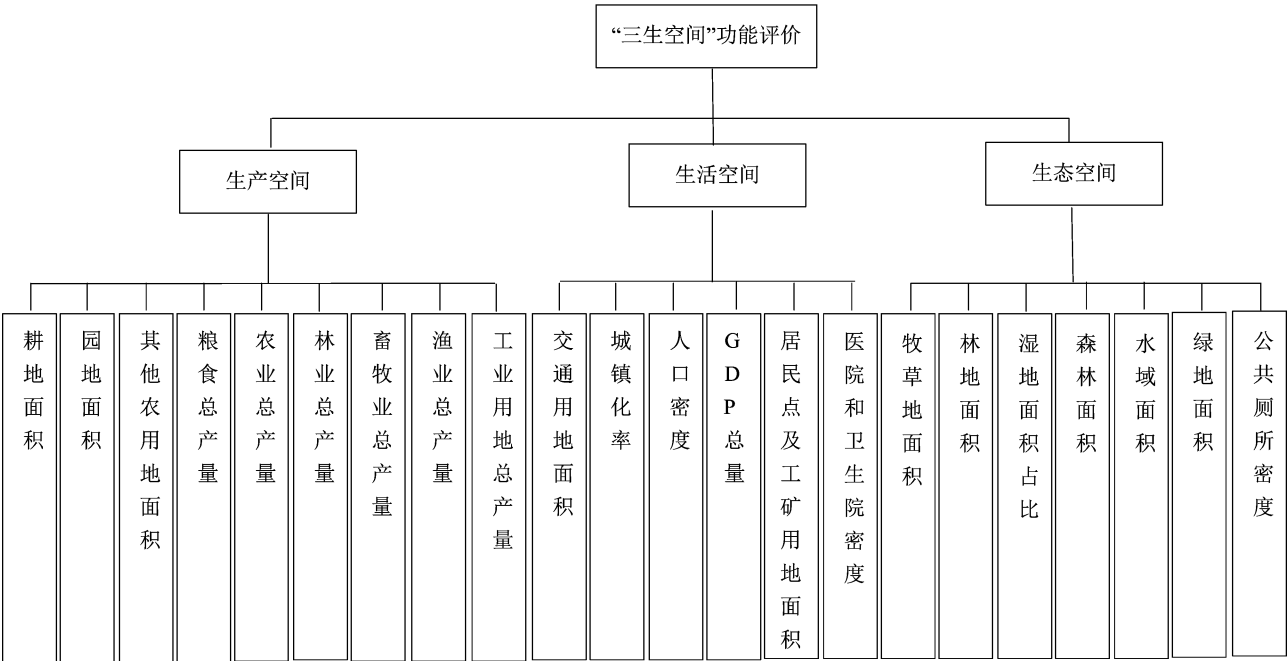 “三生空间”功能评价
生产空间
生活空间
生态空间
耕地面积
园地面积
其他农用地面积
粮食总产量
农业总产量
林业总产量
畜牧业总产量
渔业总产量
工业用地总产量
交通用地面积
城镇化率
人口密度
GDP总量
居民点及工矿用地面积
医院和卫生院密度
牧草地面积
林地面积
湿地面积占比
森林面积
水域面积
绿地面积
公共厕所密度